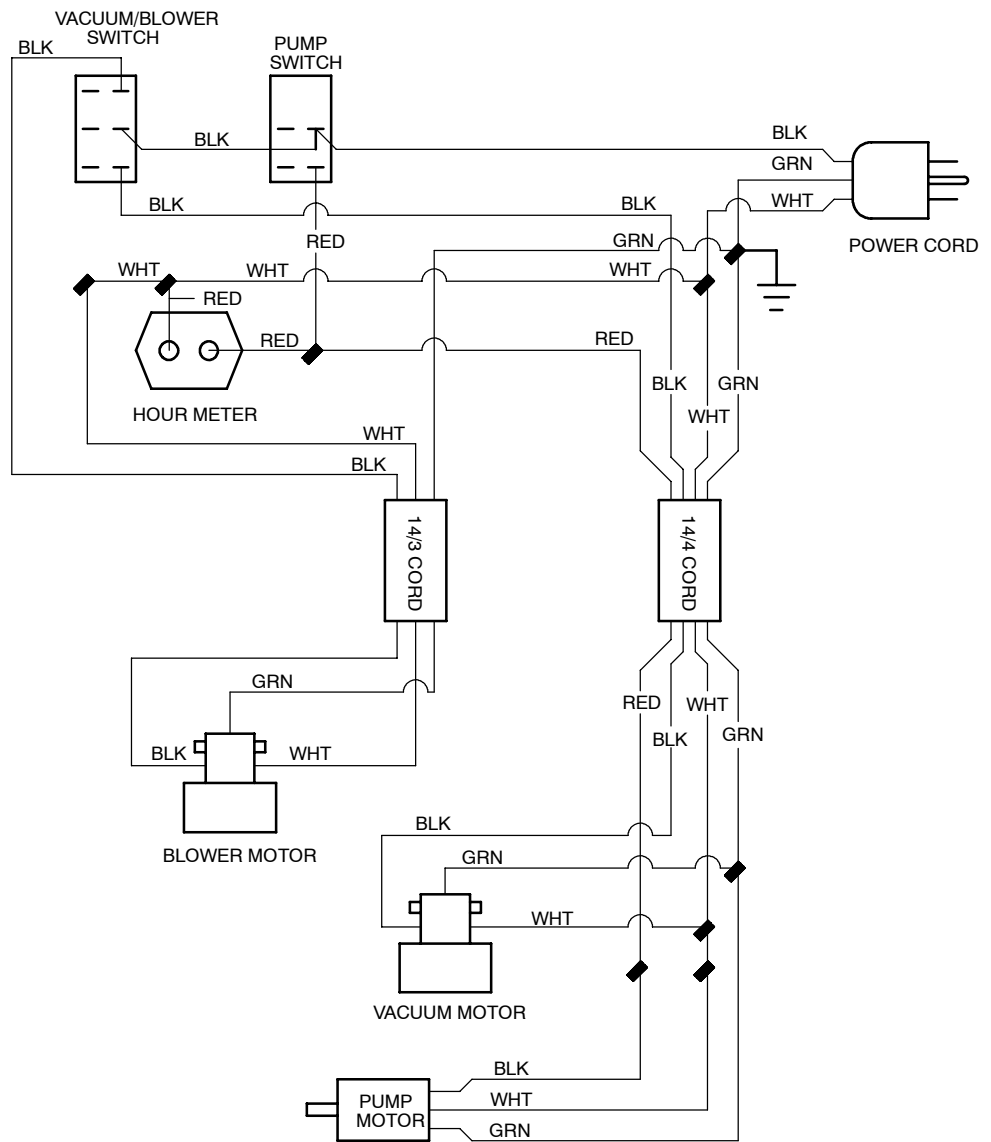 VACUUM/BLOWER
SWITCH
BLK
PUMP
SWITCH
BLK
BLK
GRN
WHT
POWER CORD
BLK
BLK
RED
GRN
WHT
WHT
WHT
RED
RED
RED
HOUR METER
BLK
GRN
WHT
WHT
BLK
14/3 CORD
14/4 CORD
GRN
RED
WHT
BLK
GRN
BLK
WHT
BLOWER MOTOR
BLK
GRN
WHT
VACUUM MOTOR
BLK
PUMP
MOTOR
WHT
GRN